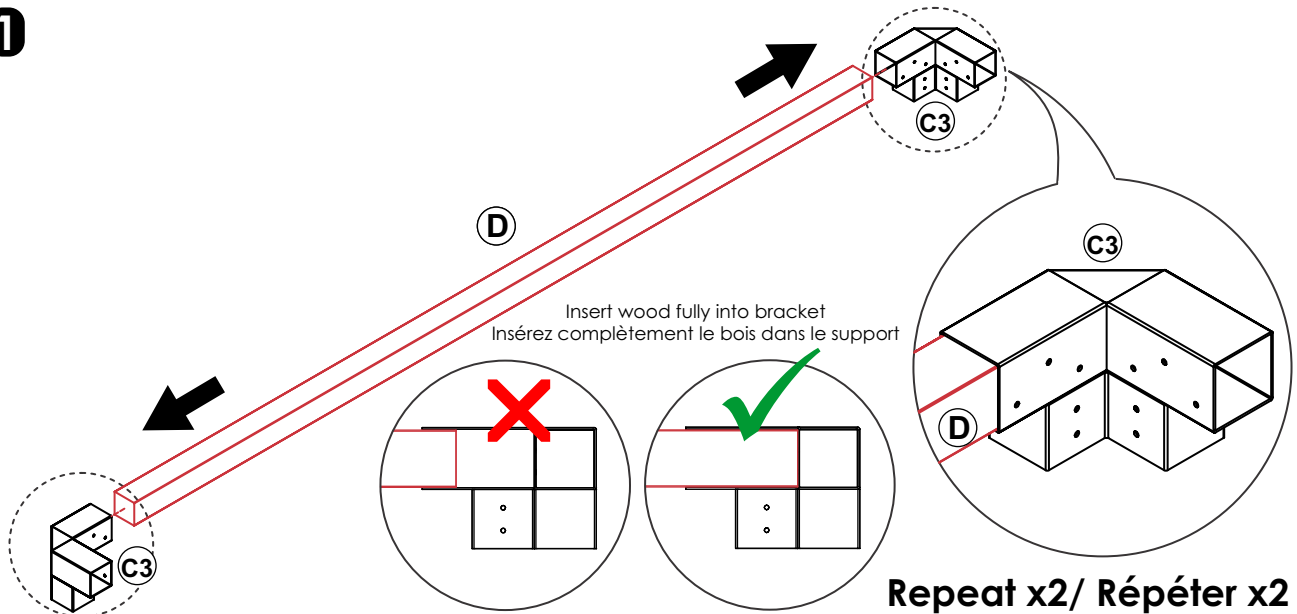 1
C3
D
C3
Insert wood fully into bracket
Insérez complètement le bois dans le support
D
C3
Repeat x2/ Répéter x2